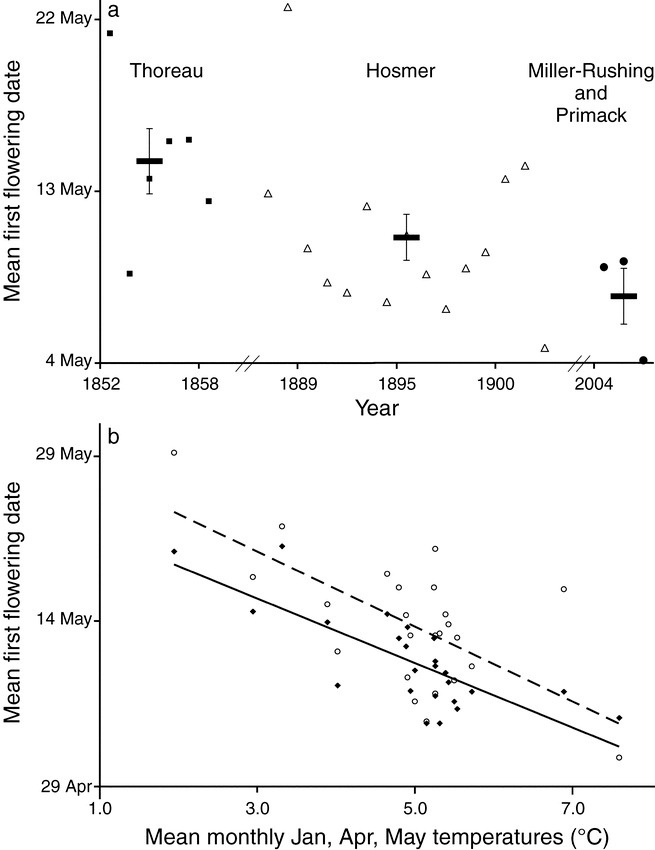 a
22 May
Thoreau
Hosmer
Miller-Rushing
and
Primack
Mean first flowering date
13 May
4 May
1852
1858
1889
1895
1900
2004
Year
b
29 May
Mean first flowering date
14 May
29 Apr
1.0
3.0
5.0
7.0
Mean monthly Jan, Apr, May temperatures (°C)